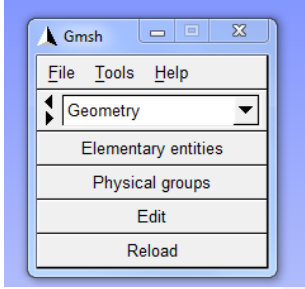 Gmsh
File Tools Help
Geometry
Elementary entities
Physical groups
Edit
Reload